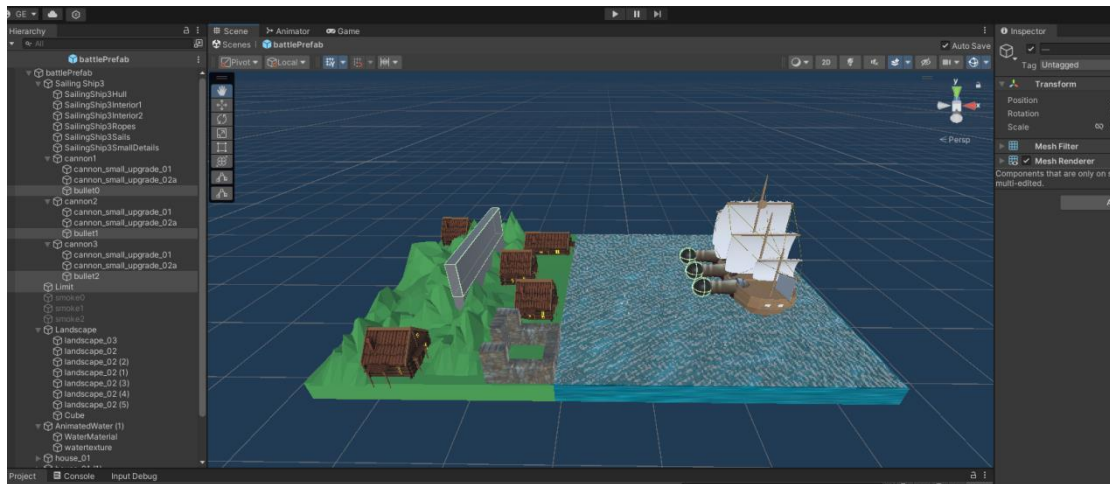 GE
Hierarchy
All
battlePrefab
battlePrefab
Sailing Ship3
SailingShip3Hull
SailingShip3Interior1
SailingShip3Interior2
SailingShip3Ropes
SailingShip3Sails
SailingShip3SmallDetails
cannon1
cannon_small_upgrade_01
cannon_small_upgrade_02a
bullet0
cannon2
cannon_small_upgrade_01
cannon_small_upgrade_02a
bullet1
cannon3
cannon_small_upgrade_01
cannon_small_upgrade_02a
bullet2
Limit
smoke0
smoke1
smoke2
Landscape
landscape_03
landscape_02
landscape_02 (2)
landscape_02 (1)
landscape_02 (3)
landscape_02 (4)
landscape_02 (5)
Cube
AnimatedWater (1)
WaterMaterial
watertexture
house_01
Scene Animator Game
Scenes battlePrefab Auto Save
Pivot Local 2D
y
x
Persp
Inspector
Tag Untagged
Transform
Position
Rotation
Scale
Mesh Filter
Mesh Renderer
Components that are only on
multi-edited.
Project Console Input Debug